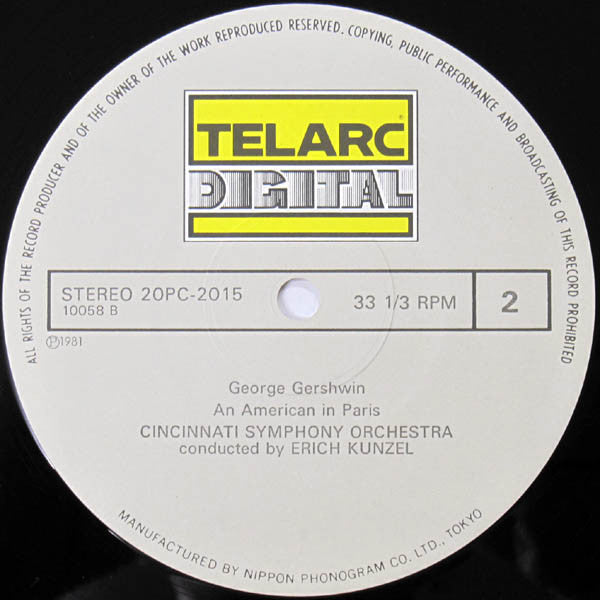 ALL RIGHTS OF THE RECORD PRODUCER AND OF THE OWNER OF THE WORK REPRODUCED RESERVED. COPYING, PUBLIC PERFORMANCE AND BROADCASTING OF THIS RECORD PROHIBITED
TELARC®
DIGITAL
STEREO 20PC-2015 33 1/3 RPM 2
10058 B
℗1981
George Gershwin
An American in Paris
CINCINNATI SYMPHONY ORCHESTRA
conducted by ERICH KUNZEL
MANUFACTURED BY NIPPON PHONOGRAM CO. LTD., TOKYO